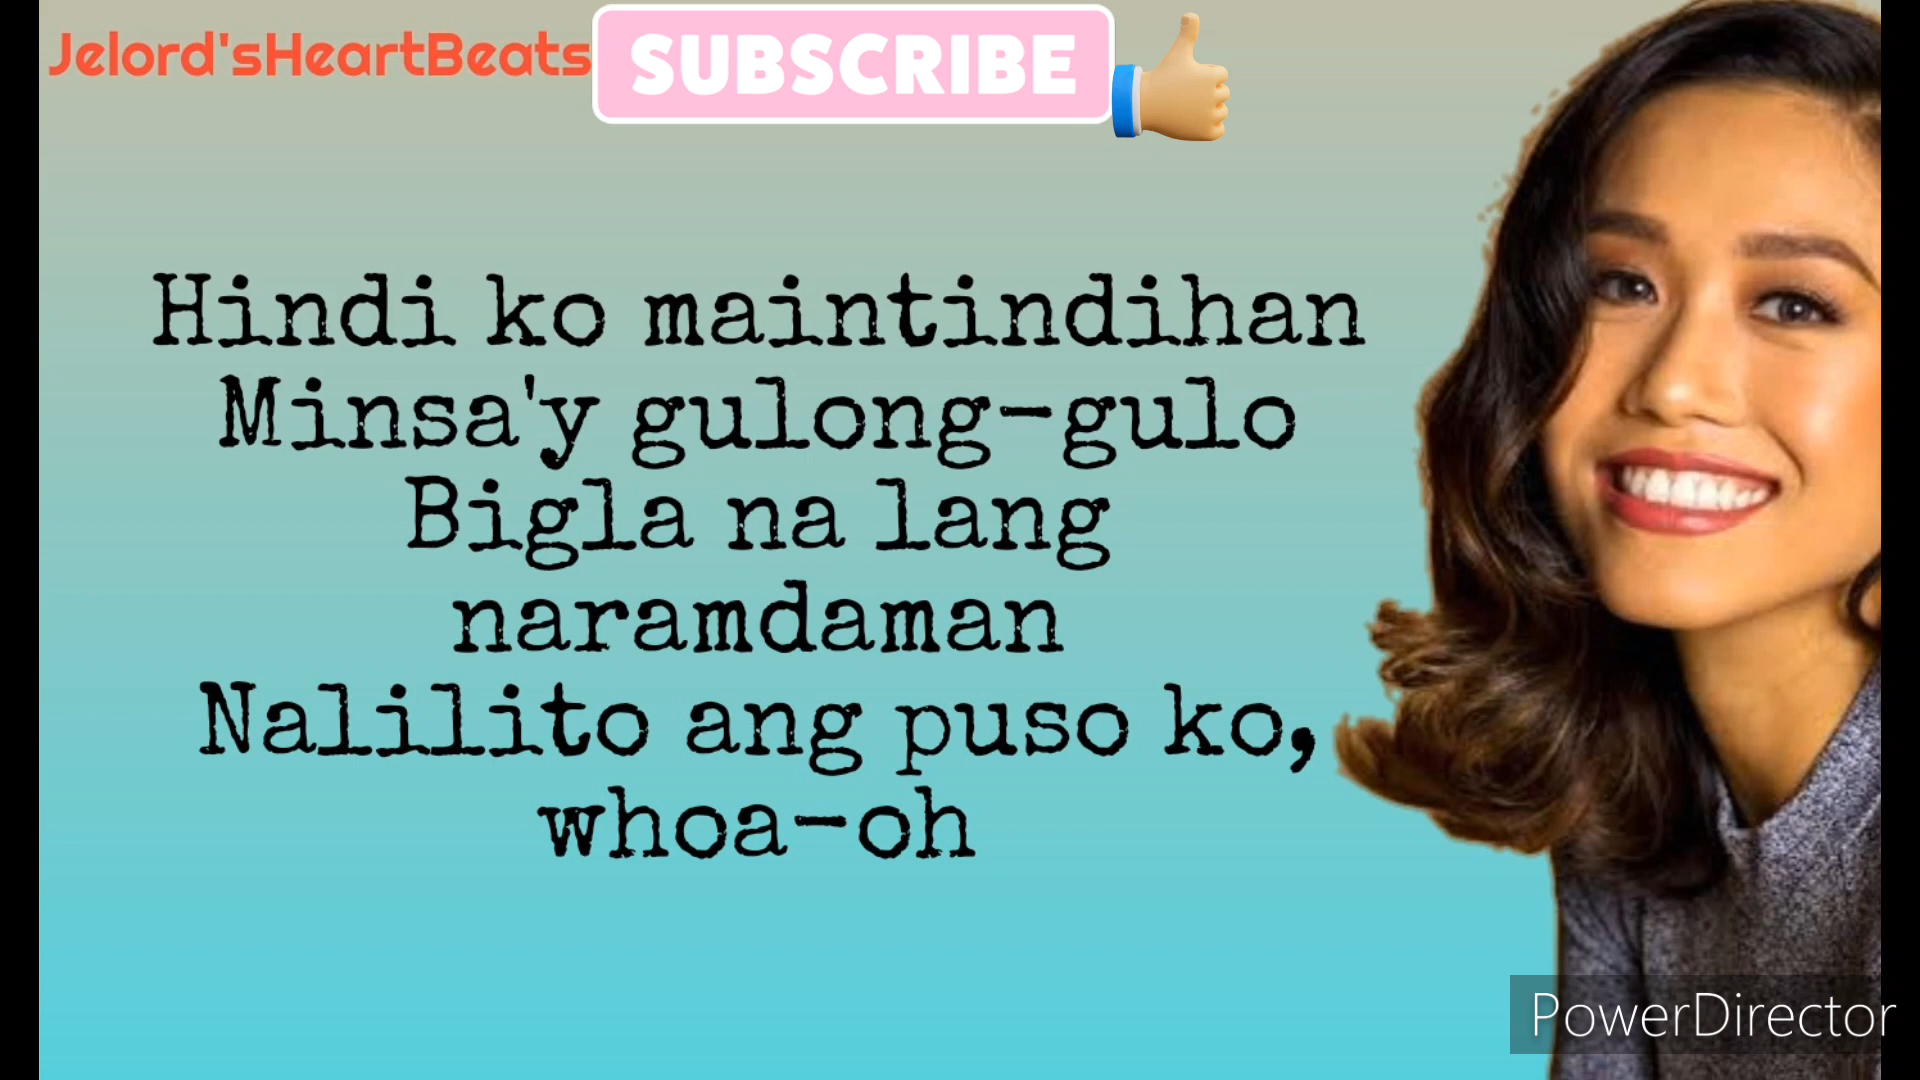 Jelord'sHeartBeats
SUBSCRIBE
Hindi ko maintindihan
Minsa'y gulong-gulo
Bigla na lang
naramdaman
Nalilito ang puso ko,
whoa-oh
PowerDirector